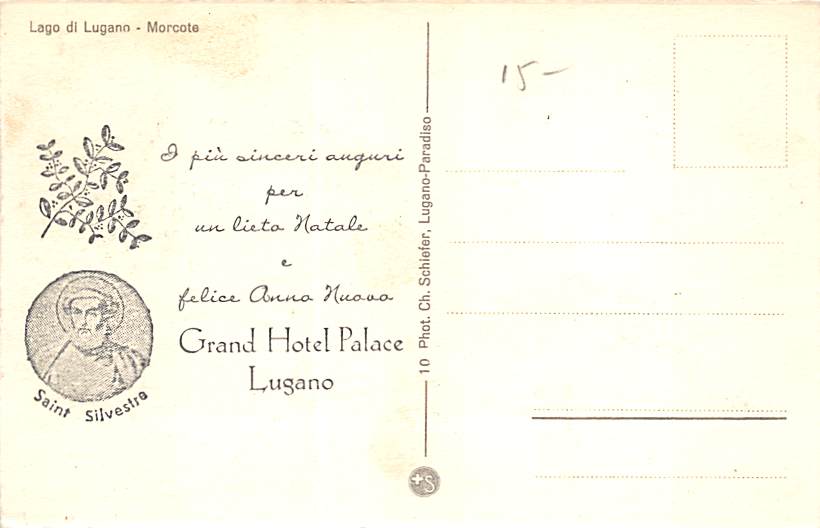 Lago di Lugano - Morcote
15-
I più sinceri auguri
per
un lieto Natale
e
felice Anno Nuovo
Grand Hotel Palace
Lugano
Saint Silvestre
10 Phot. Ch. Schiefer, Lugano-Paradiso
+S